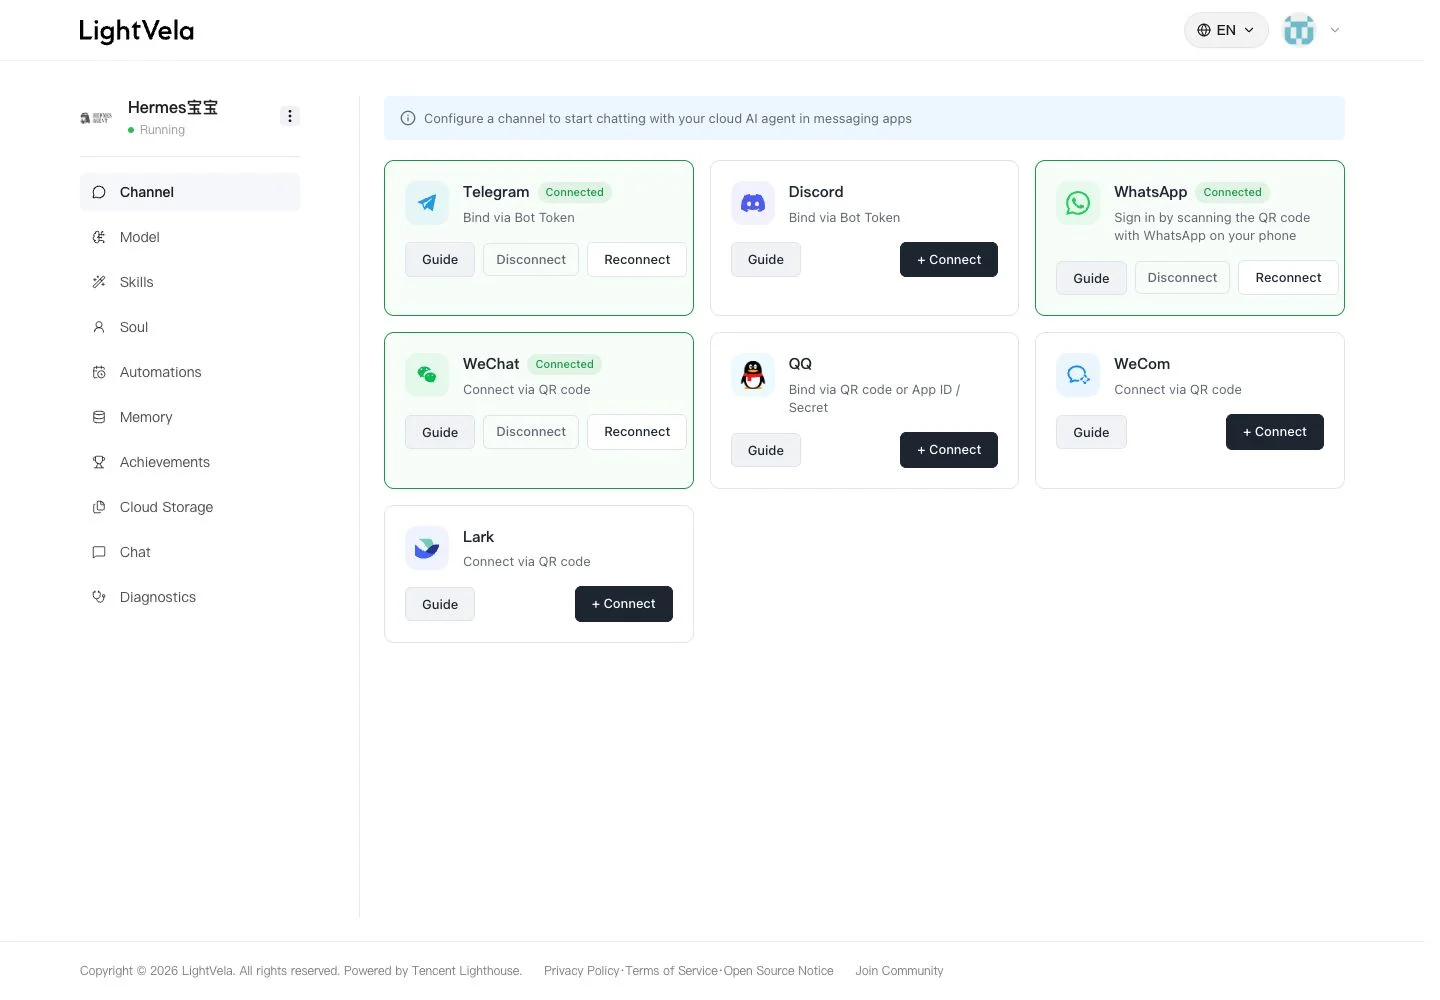 LightVela
EN
Hermes宝宝
Running
Channel
Model
Skills
Soul
Automations
Memory
Achievements
Cloud Storage
Chat
Diagnostics
Configure a channel to start chatting with your cloud AI agent in messaging apps
Telegram Connected
Bind via Bot Token
Guide Disconnect Reconnect
Discord
Bind via Bot Token
Guide + Connect
WhatsApp Connected
Sign in by scanning the QR code
with WhatsApp on your phone
Guide Disconnect Reconnect
WeChat Connected
Connect via QR code
Guide Disconnect Reconnect
QQ
Bind via QR code or App ID /
Secret
Guide + Connect
WeCom
Connect via QR code
Guide + Connect
Lark
Connect via QR code
Guide + Connect
Copyright © 2026 LightVela. All rights reserved. Powered by Tencent Lighthouse. Privacy Policy·Terms of Service·Open Source Notice Join Community